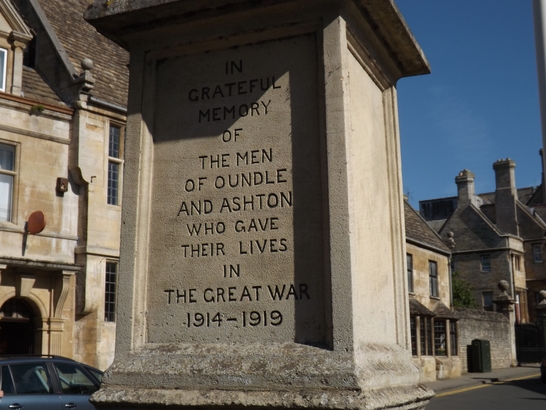 IN
GRATEFUL
MEMORY
OF
THE MEN
OF OUNDLE
AND ASHTON
WHO GAVE
THEIR LIVES
IN
THE GREAT WAR
1914-1919